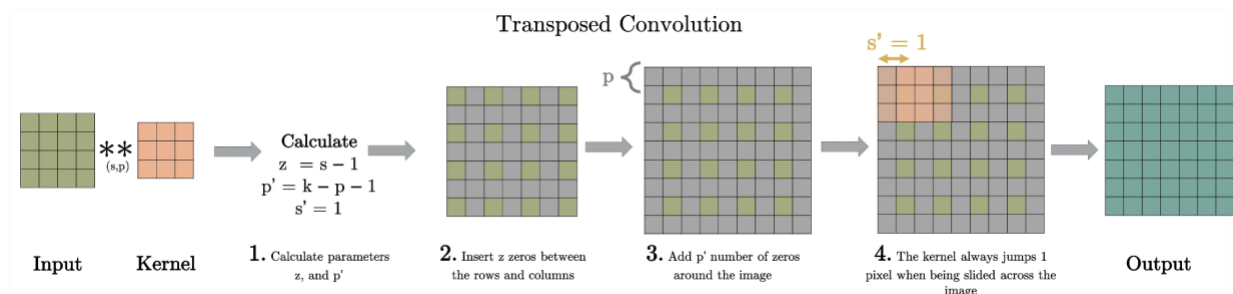 Transposed Convolution
s' = 1
p
**
(s,p)
Calculate
z = s − 1
p' = k − p − 1
s' = 1
Input
Kernel
1. Calculate parameters
z, and p'
2. Insert z zeros between
the rows and columns
3. Add p' number of zeros
around the image
4. The kernel always jumps 1
pixel when being slided across the
image
Output